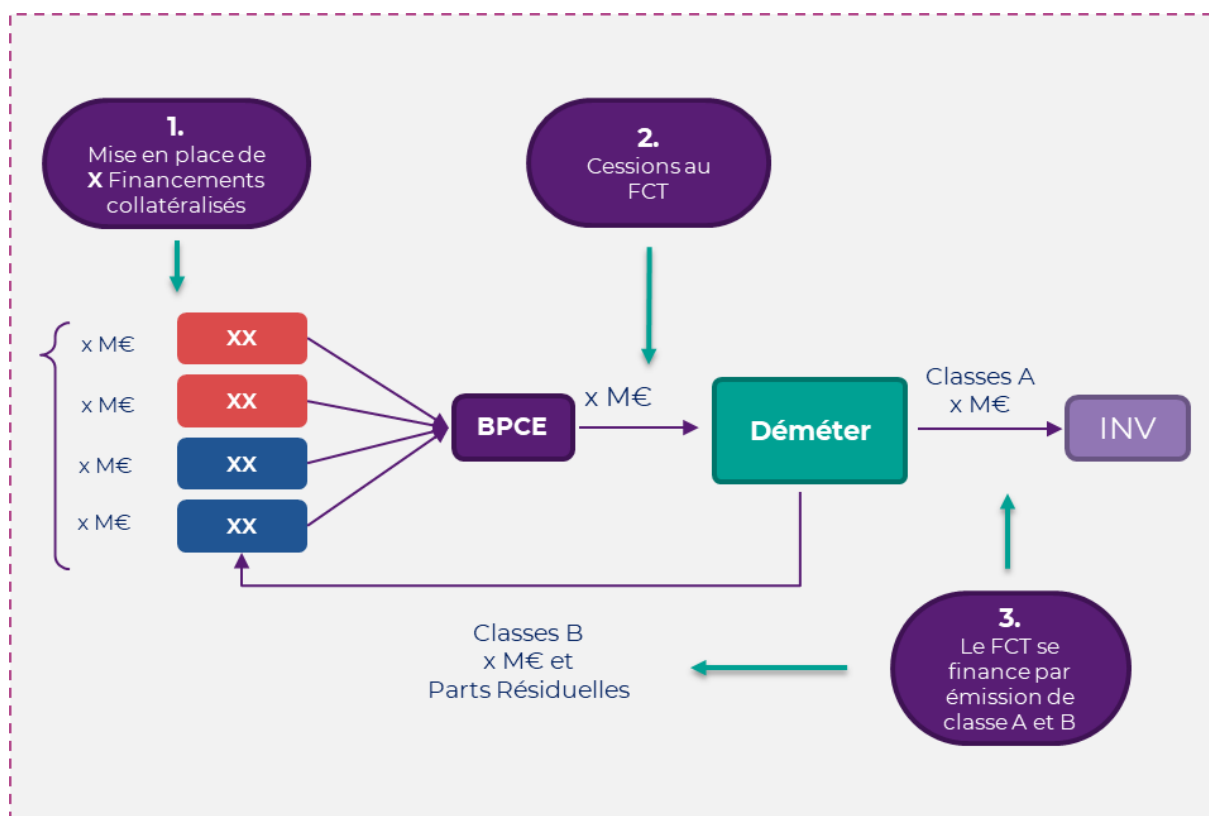 1.
Mise en place de
X Financements
collatéralisés
2.
Cessions au
FCT
x M€
XX
x M€
XX
x M€
XX
x M€
XX
BPCE
x M€
Déméter
Classes A
x M€
INV
Classes B
x M€ et
Parts Résiduelles
3.
Le FCT se
finance par
émission de
classe A et B